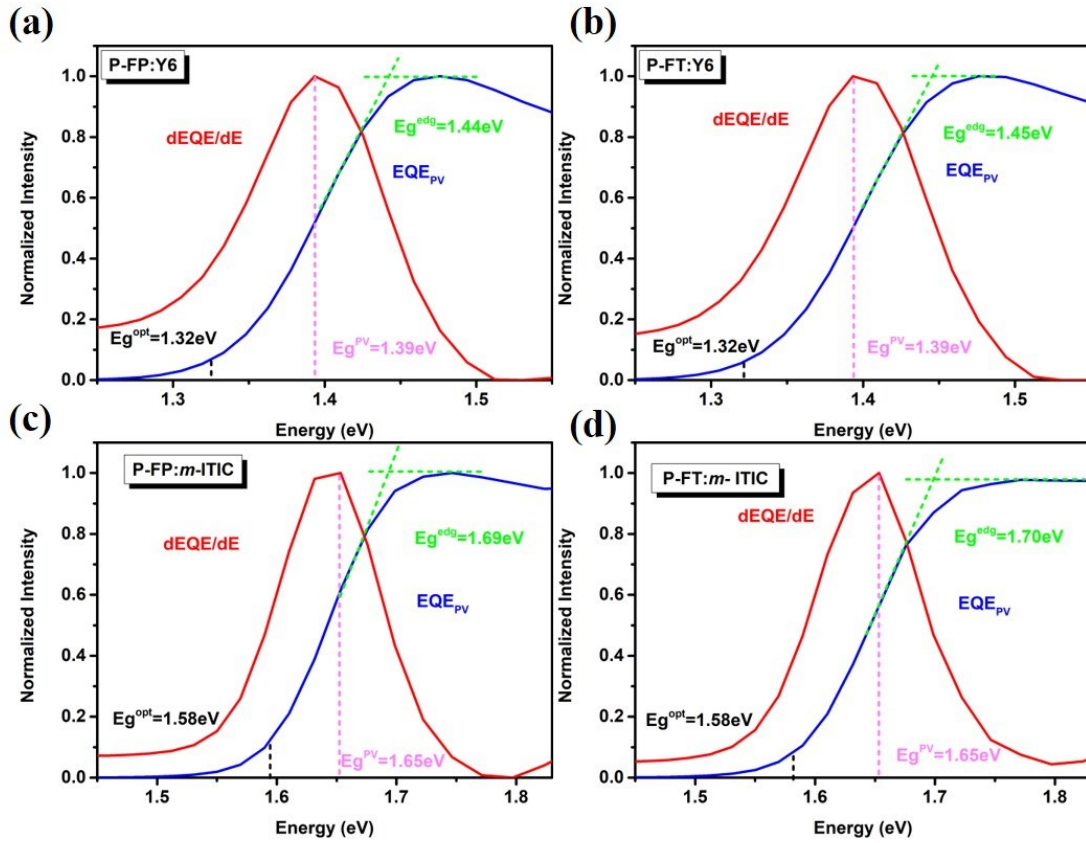 (a)
P-FP:Y6
dEQE/dE
Eg^edg=1.44eV
EQE_PV
Eg^opt=1.32eV
Eg^PV=1.39eV
Normalized Intensity
0.0
0.2
0.4
0.6
0.8
1.0
1.3
1.4
1.5
Energy (eV)
(b)
P-FT:Y6
dEQE/dE
Eg^edg=1.45eV
EQE_PV
Eg^opt=1.32eV
Eg^PV=1.39eV
Normalized Intensity
0.0
0.2
0.4
0.6
0.8
1.0
1.3
1.4
1.5
Energy (eV)
(c)
P-FP:m-ITIC
dEQE/dE
Eg^edg=1.69eV
EQE_PV
Eg^opt=1.58eV
Eg^PV=1.65eV
Normalized Intensity
0.0
0.2
0.4
0.6
0.8
1.0
1.5
1.6
1.7
1.8
Energy (eV)
(d)
P-FT:m- ITIC
dEQE/dE
Eg^edg=1.70eV
EQE_PV
Eg^opt=1.58eV
Eg^PV=1.65eV
Normalized Intensity
0.0
0.2
0.4
0.6
0.8
1.0
1.5
1.6
1.7
1.8
Energy (eV)